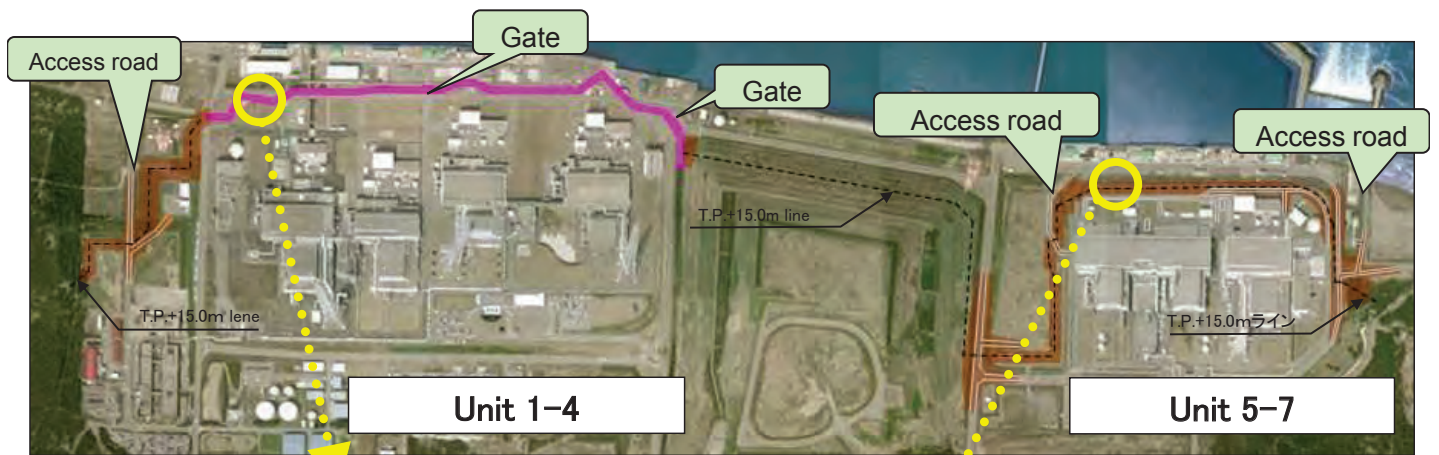 Gate
Access road
Gate
Access road
Access road
T.P.+15.0m line
T.P.+15.0m lene
T.P.+15.0mライン
Unit 1-4
Unit 5-7